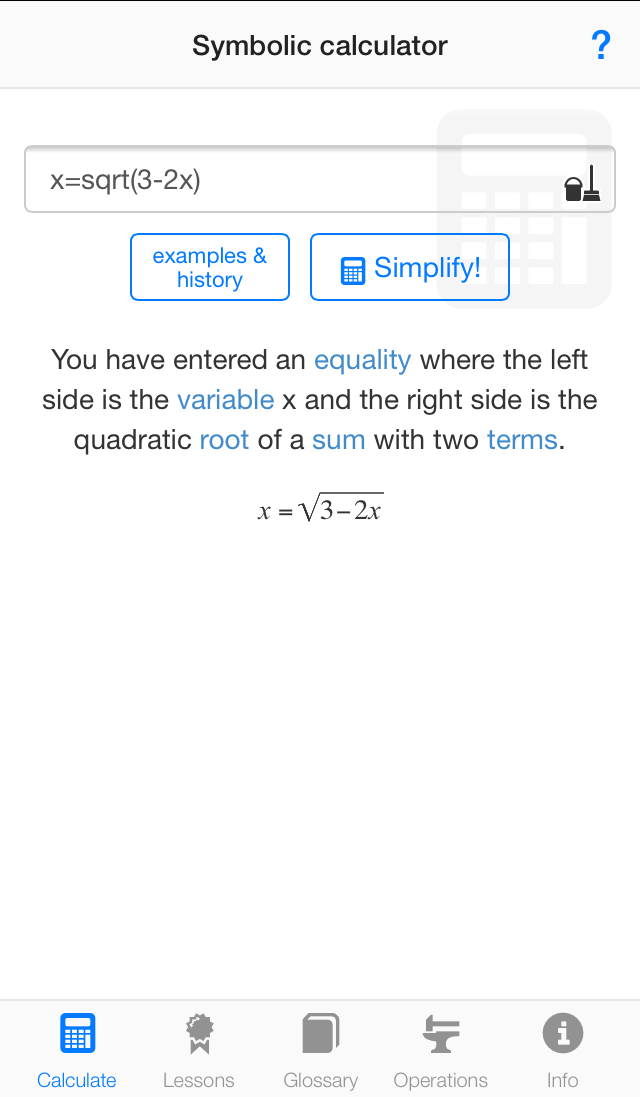 Symbolic calculator ?
x=sqrt(3-2x)
examples &
history
Simplify!
You have entered an equality where the left
side is the variable x and the right side is the
quadratic root of a sum with two terms.
x = √3−2x
Calculate Lessons Glossary Operations Info